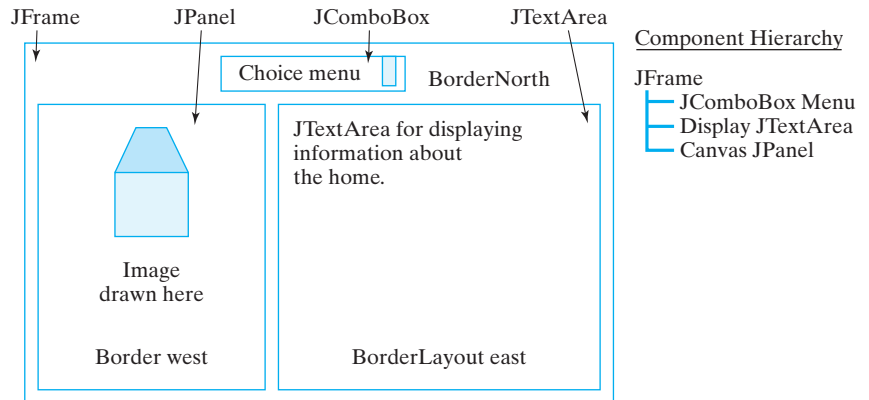 JFrame
JPanel
JComboBox
JTextArea
Component Hierarchy
Choice menu
BorderNorth
JFrame
JComboBox Menu
Display JTextArea
Canvas JPanel
JTextArea for displaying
information about
the home.
Image
drawn here
Border west
BorderLayout east